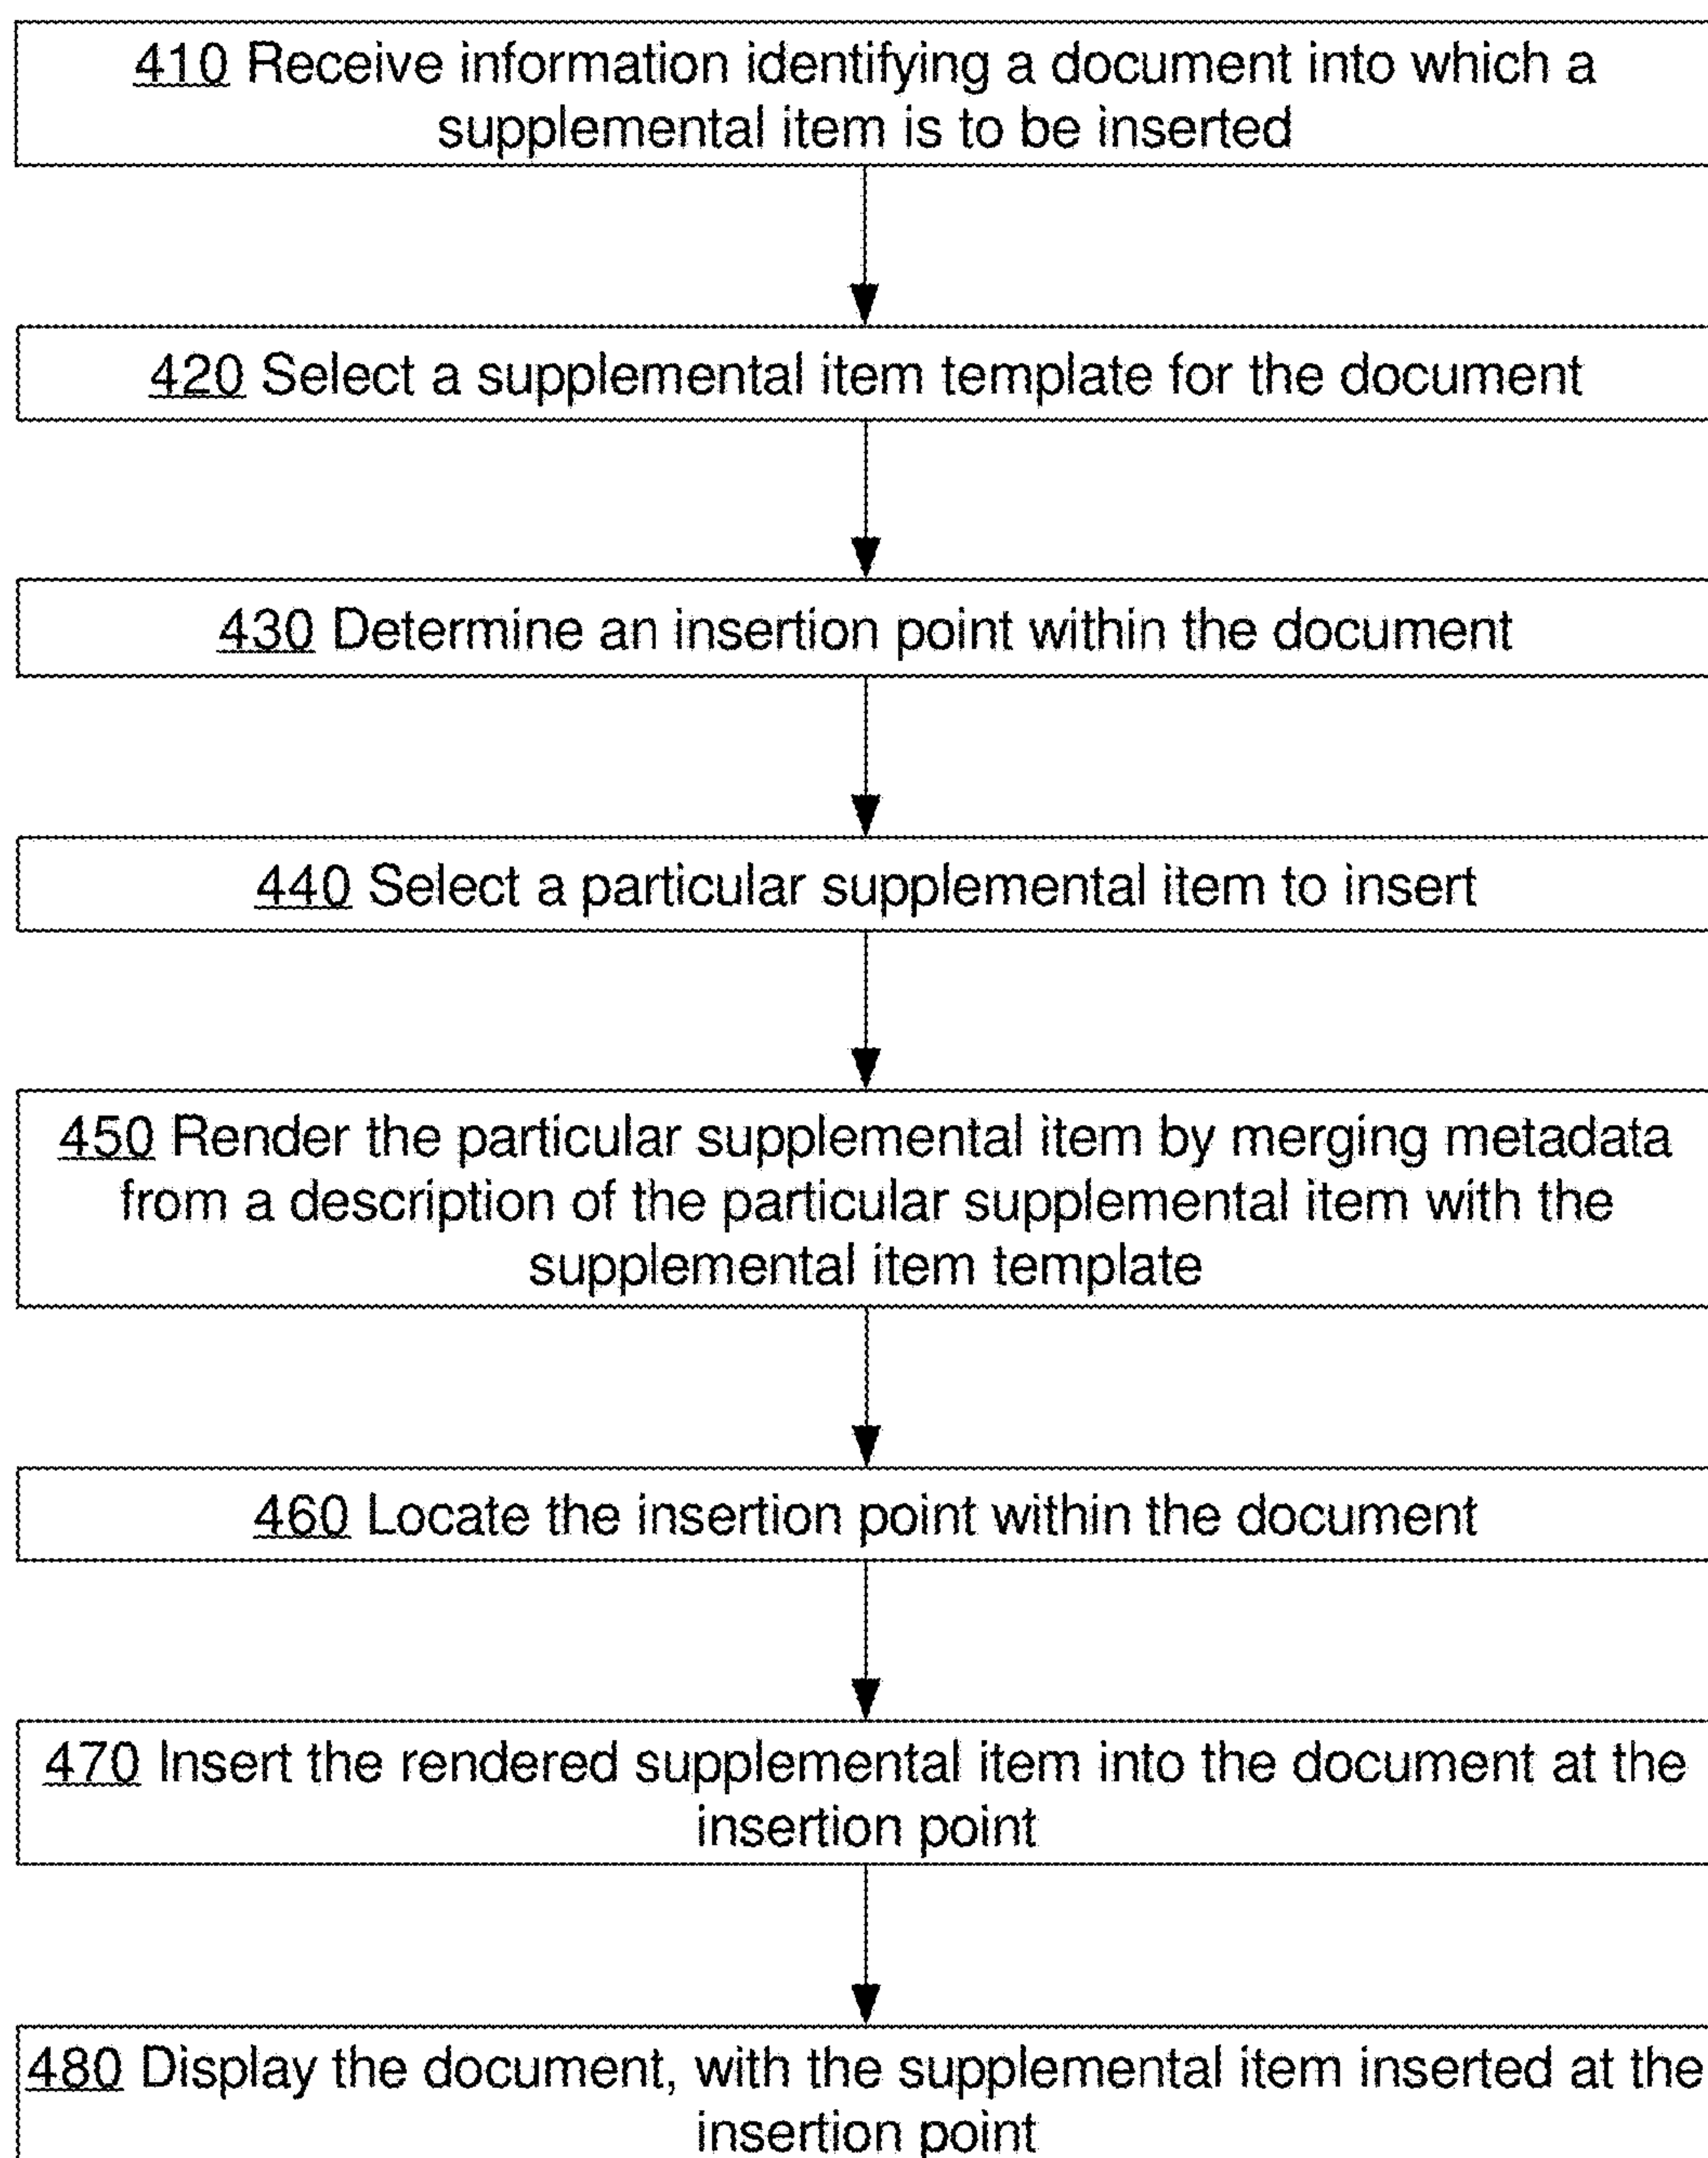 410 Receive information identifying a document into which a
supplemental item is to be inserted
420 Select a supplemental item template for the document
430 Determine an insertion point within the document
440 Select a particular supplemental item to insert
450 Render the particular supplemental item by merging metadata
from a description of the particular supplemental item with the
supplemental item template
460 Locate the insertion point within the document
470 Insert the rendered supplemental item into the document at the
insertion point
480 Display the document, with the supplemental item inserted at the
insertion point